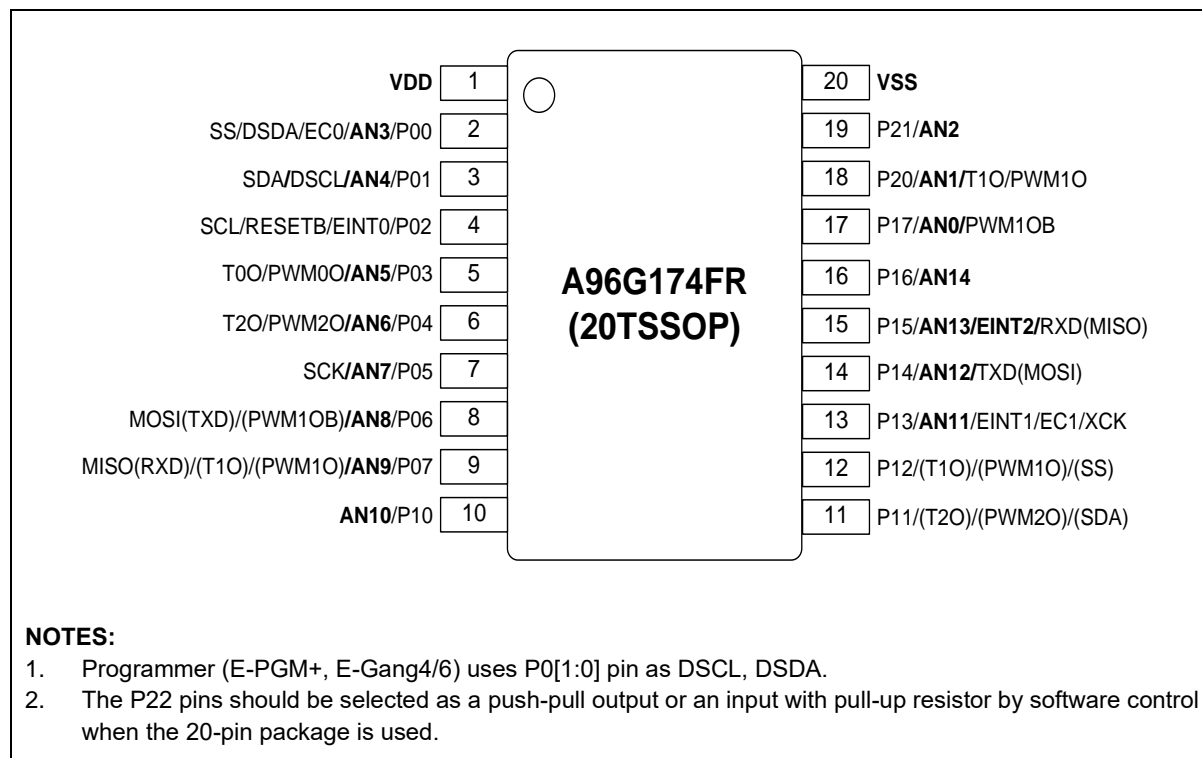 VDD 1
20 VSS
SS/DSDA/EC0/AN3/P00 2
19 P21/AN2
SDA/DSCL/AN4/P01 3
18 P20/AN1/T1O/PWM1O
SCL/RESETB/EINT0/P02 4
17 P17/AN0/PWM1OB
T0O/PWM0O/AN5/P03 5
16 P16/AN14
T2O/PWM2O/AN6/P04 6
15 P15/AN13/EINT2/RXD(MISO)
SCK/AN7/P05 7
14 P14/AN12/TXD(MOSI)
MOSI(TXD)/(PWM1OB)/AN8/P06 8
13 P13/AN11/EINT1/EC1/XCK
MISO(RXD)/(T1O)/(PWM1O)/AN9/P07 9
12 P12/(T1O)/(PWM1O)/(SS)
AN10/P10 10
11 P11/(T2O)/(PWM2O)/(SDA)
A96G174FR
(20TSSOP)
NOTES:
1. Programmer (E-PGM+, E-Gang4/6) uses P0[1:0] pin as DSCL, DSDA.
2. The P22 pins should be selected as a push-pull output or an input with pull-up resistor by software control
when the 20-pin package is used.